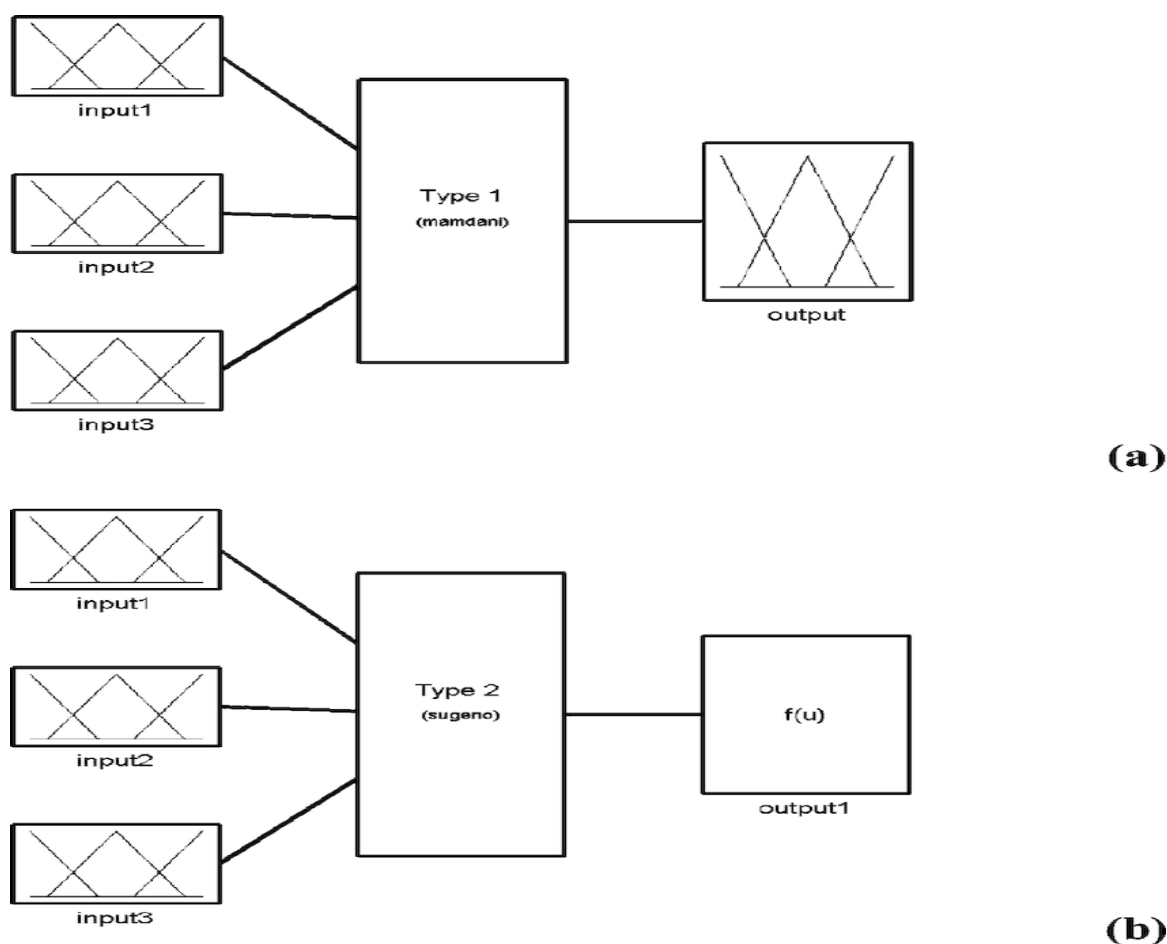 input1
Type 1
(mamdani)
input2
output
input3
(a)
input1
Type 2
(sugeno)
f(u)
input2
output1
input3
(b)